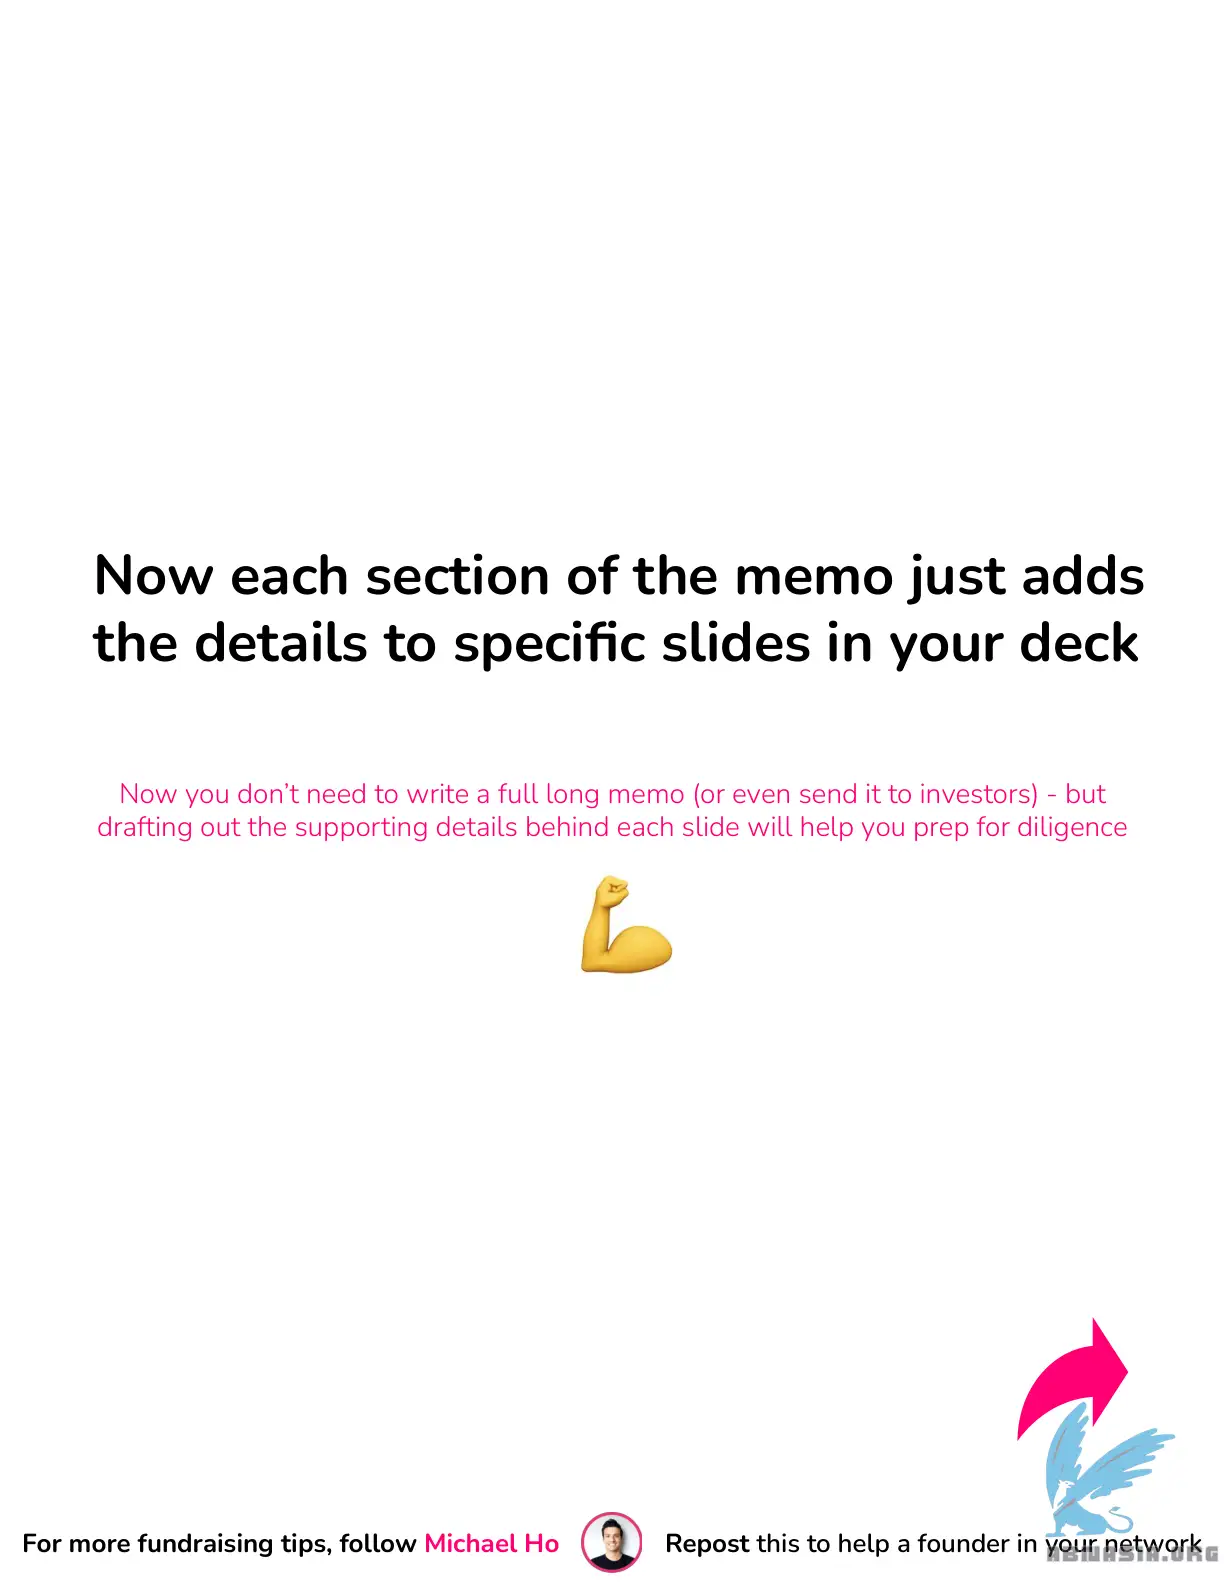 Now each section of the memo just adds
the details to specific slides in your deck
Now you don’t need to write a full long memo (or even send it to investors) - but
drafting out the supporting details behind each slide will help you prep for diligence
For more fundraising tips, follow Michael Ho
Repost this to help a founder in your network
ABIWASIA.ORG